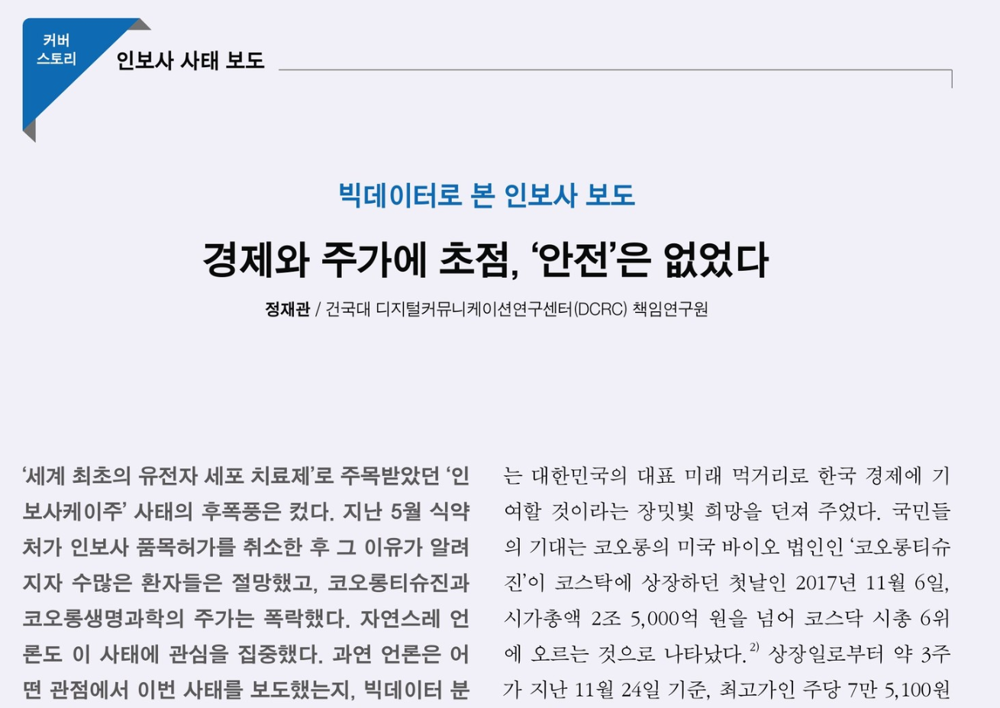 커버
스토리
인보사 사태 보도
빅데이터로 본 인보사 보도
경제와 주가에 초점, ‘안전’은 없었다
정재관 / 건국대 디지털커뮤니케이션연구센터(DCRC) 책임연구원
‘세계 최초의 유전자 세포 치료제’로 주목받았던 ‘인
보사케이주’ 사태의 후폭풍은 컸다. 지난 5월 식약
처가 인보사 품목허가를 취소한 후 그 이유가 알려
지자 수많은 환자들은 절망했고, 코오롱티슈진과
코오롱생명과학의 주가는 폭락했다. 자연스레 언
론도 이 사태에 관심을 집중했다. 과연 언론은 어
떤 관점에서 이번 사태를 보도했는지, 빅데이터 분
는 대한민국의 대표 미래 먹거리로 한국 경제에 기
여할 것이라는 장밋빛 희망을 던져 주었다. 국민들
의 기대는 코오롱의 미국 바이오 법인인 ‘코오롱티슈
진’이 코스탁에 상장하던 첫날인 2017년 11월 6일,
시가총액 2조 5,000억 원을 넘어 코스닥 시총 6위
에 오르는 것으로 나타났다.2) 상장일로부터 약 3주
가 지난 11월 24일 기준, 최고가인 주당 7만 5,100원